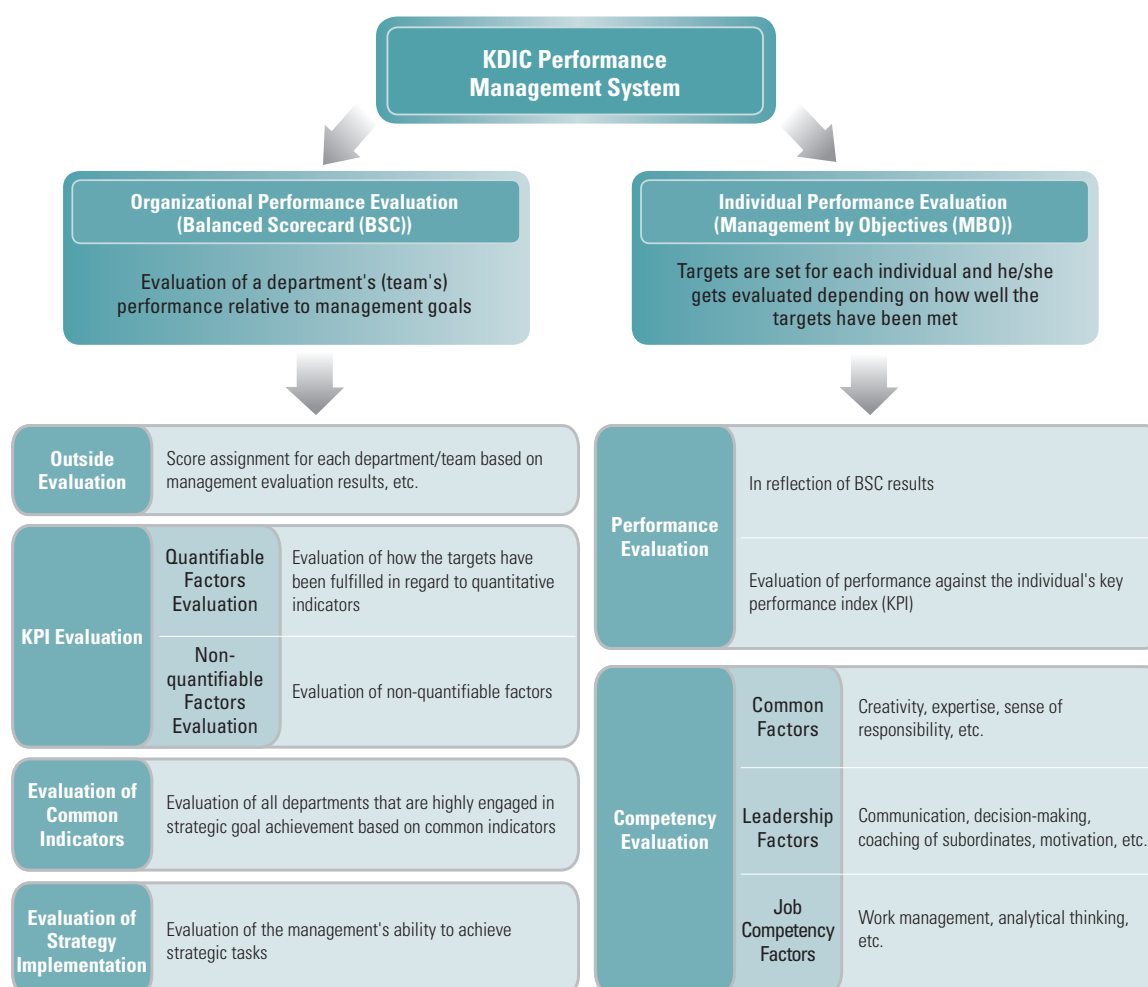 KDIC Performance
Management System
Organizational Performance Evaluation
(Balanced Scorecard (BSC))
Evaluation of a department's (team's)
performance relative to management goals
Individual Performance Evaluation
(Management by Objectives (MBO))
Targets are set for each individual and he/she
gets evaluated depending on how well the
targets have been met
Outside
Evaluation
Score assignment for each department/team based on
management evaluation results, etc.
KPI Evaluation
Quantifiable
Factors
Evaluation
Evaluation of how the targets have
been fulfilled in regard to quantitative
indicators
Non-
quantifiable
Factors
Evaluation
Evaluation of non-quantifiable factors
Evaluation of
Common
Indicators
Evaluation of all departments that are highly engaged in
strategic goal achievement based on common indicators
Evaluation of
Strategy
Implementation
Evaluation of the management's ability to achieve
strategic tasks
Performance
Evaluation
In reflection of BSC results
Evaluation of performance against the individual's key
performance index (KPI)
Competency
Evaluation
Common
Factors
Creativity, expertise, sense of
responsibility, etc.
Leadership
Factors
Communication, decision-making,
coaching of subordinates, motivation, etc.
Job
Competency
Factors
Work management, analytical thinking,
etc.